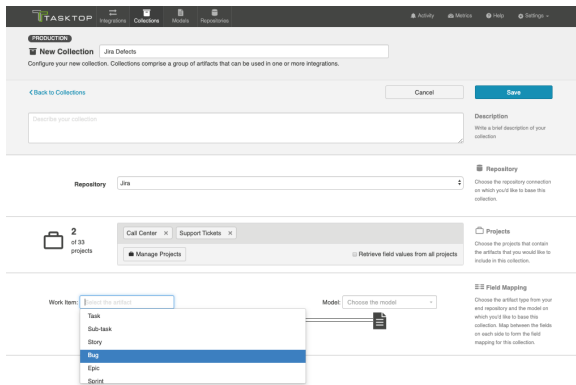 TASKTOP
Integrations
Collections
Models
Repositories
Activity
Metrics
Help
Settings
PRODUCTION
New Collection
Jira Defects
Configure your new collection. Collections comprise a group of artifacts that can be used in one or more integrations.
Back to Collections
Cancel
Save
Describe your collection
Description
Write a brief description of your
collection
Repository
Jira
Repository
Choose the repository connection
on which you'd like to base this
collection.
2
of 33
projects
Call Center ×
Support Tickets ×
Manage Projects
Retrieve field values from all projects
Projects
Choose the projects that contain
the artifacts that you would like to
include in this collection.
Work Item:
Select the artifact
Task
Sub-task
Story
Bug
Epic
Sprint
Model:
Choose the model
Field Mapping
Choose the artifact type from your
end repository and the model on
which you'd like to base this
collection. Map between the fields
on each side to form the field
mapping for this collection.